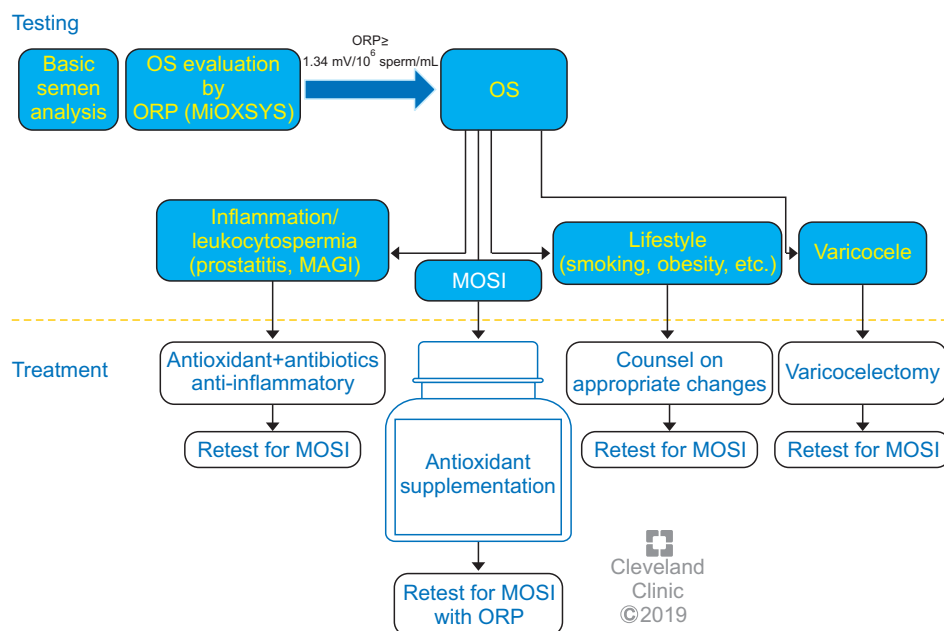 Testing
ORP≥
1.34 mV/10⁶ sperm/mL
Basic
semen
analysis
OS evaluation
by
ORP (MiOXSYS)
OS
Inflammation/
leukocytospermia
(prostatitis, MAGI)
MOSI
Lifestyle
(smoking, obesity, etc.)
Varicocele
Treatment
Antioxidant+antibiotics
anti-inflammatory
Counsel on
appropriate changes
Varicocelectomy
Retest for MOSI
Antioxidant
supplementation
Retest for MOSI
Retest for MOSI
Retest for MOSI
with ORP
Cleveland
Clinic
©2019